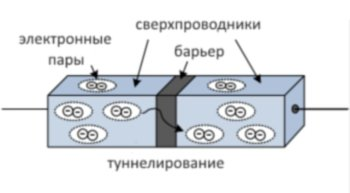 сверхпроводники
электронные
пары
барьер
туннелирование